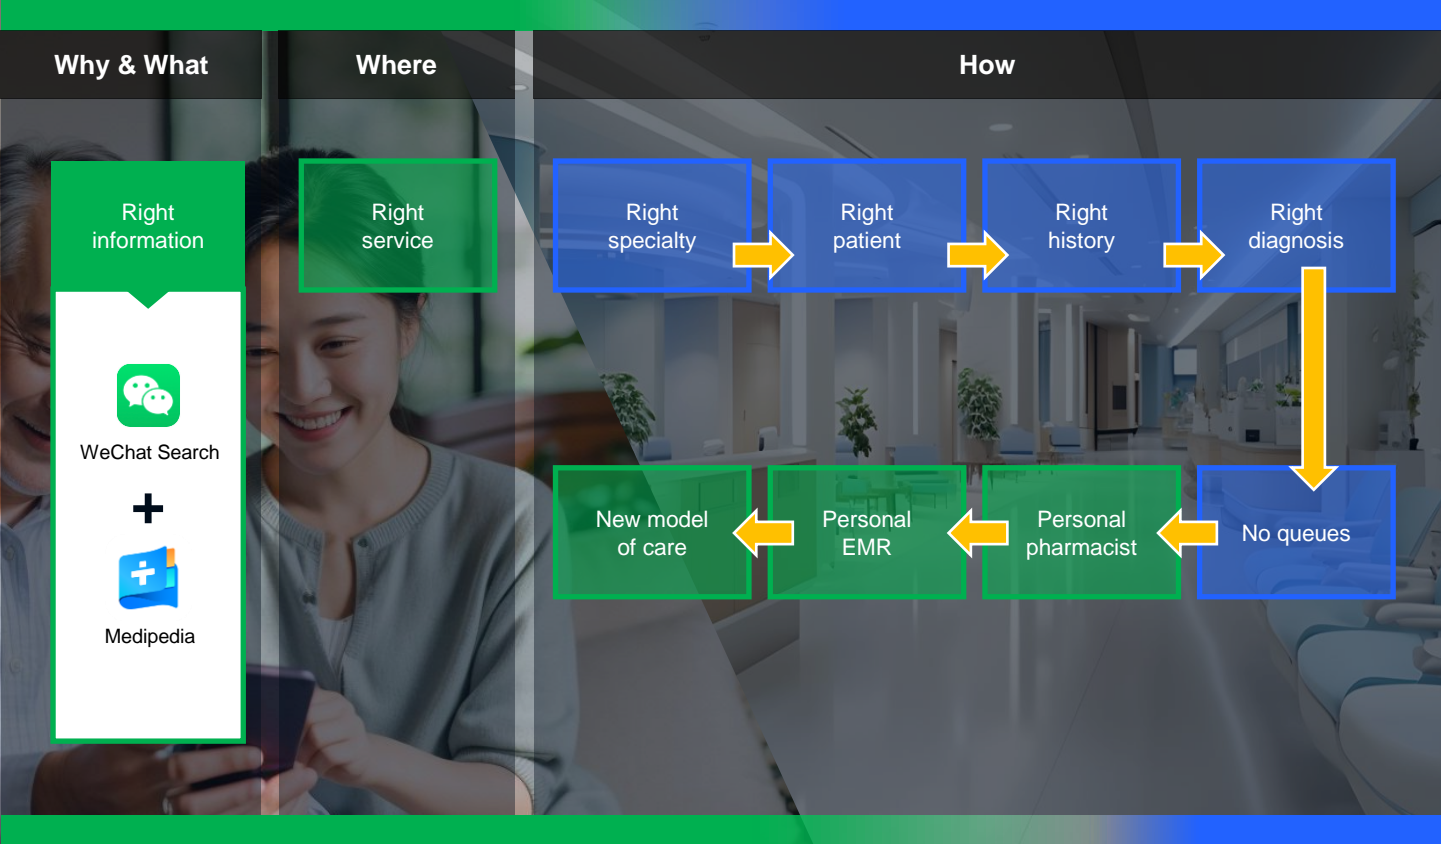 Why & What
Where
How
Right
information
Right
service
Right
specialty
Right
patient
Right
history
Right
diagnosis
WeChat Search
+
Medipedia
New model
of care
Personal
EMR
Personal
pharmacist
No queues